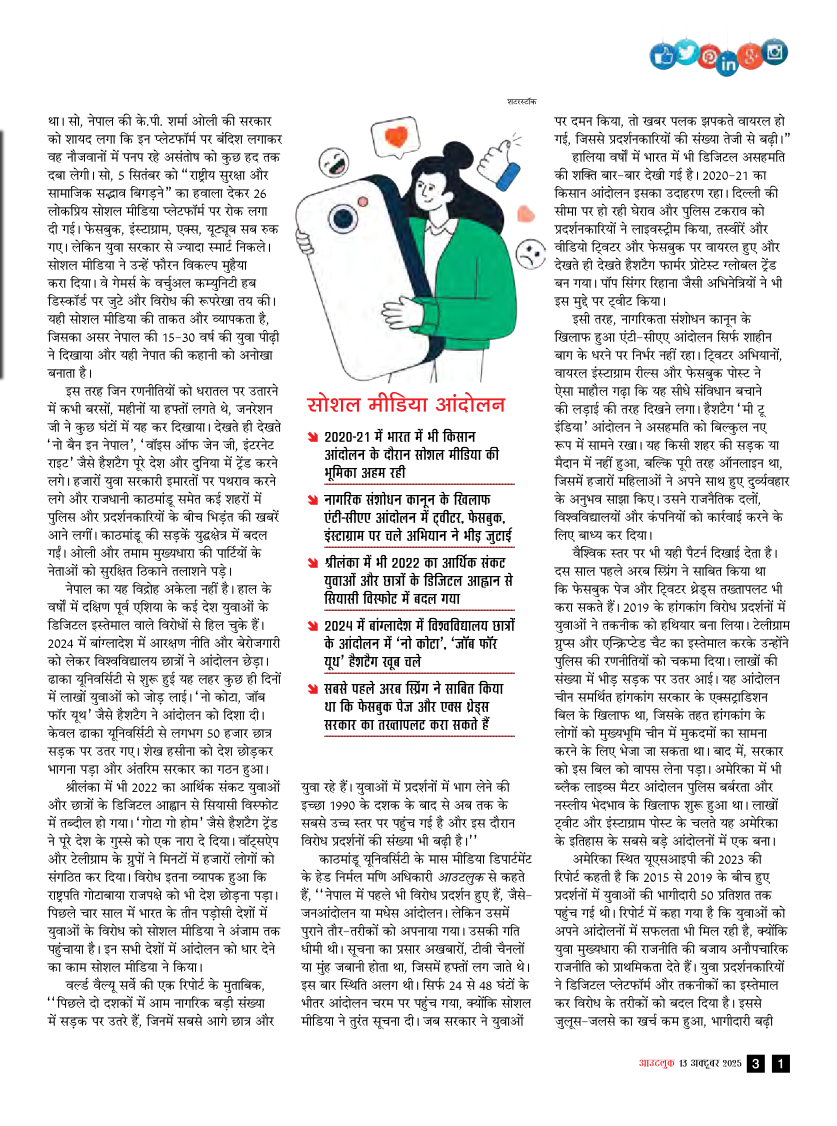 था। सो, नेपाल की के.पी. शर्मा ओली की सरकार
को शायद लगा कि इन प्लेटफॉर्म पर बंदिश लगाकर
वह नौजवानों में पनप रहे असंतोष को कुछ हद तक
दबा लेगी। सो, 5 सितंबर को “राष्ट्रीय सुरक्षा और
सामाजिक सद्भाव बिगड़ने” का हवाला देकर 26
लोकप्रिय सोशल मीडिया प्लेटफॉर्म पर रोक लगा
दी गई। फेसबुक, इंस्टाग्राम, एक्स, यूट्यूब सब रुक
गए। लेकिन युवा सरकार से ज्यादा स्मार्ट निकले।
सोशल मीडिया ने उन्हें फौरन विकल्प मुहैया
करा दिया। वे गेमर्स के वर्चुअल कम्युनिटी हब
डिस्कॉर्ड पर जुटे और विरोध की रूपरेखा तय की।
यही सोशल मीडिया की ताकत और व्यापकता है,
जिसका असर नेपाल की 15-30 वर्ष की युवा पीढ़ी
ने दिखाया और यही नेपात की कहानी को अनोखा
बनाता है।
इस तरह जिन रणनीतियों को धरातल पर उतारने
में कभी बरसों, महीनों या हफ्तों लगते थे, जनरेशन
जी ने कुछ घंटों में यह कर दिखाया। देखते ही देखते
‘नो बैन इन नेपाल’, ‘वॉइस ऑफ जेन जी, इंटरनेट
राइट’ जैसे हैशटैग पूरे देश और दुनिया में ट्रेंड करने
लगे। हजारों युवा सरकारी इमारतों पर पथराव करने
लगे और राजधानी काठमांडू समेत कई शहरों में
पुलिस और प्रदर्शनकारियों के बीच भिड़ंत की खबरें
आने लगीं। काठमांडू की सड़कें युद्धक्षेत्र में बदल
गईं। ओली और तमाम मुख्यधारा की पार्टियों के
नेताओं को सुरक्षित ठिकाने तलाशने पड़े।
नेपाल का यह विद्रोह अकेला नहीं है। हाल के
वर्षों में दक्षिण पूर्व एशिया के कई देश युवाओं के
डिजिटल इस्तेमाल वाले विरोधों से हिल चुके हैं।
2024 में बांग्लादेश में आरक्षण नीति और बेरोजगारी
को लेकर विश्वविद्यालय छात्रों ने आंदोलन छेड़ा।
ढाका यूनिवर्सिटी से शुरू हुई यह लहर कुछ ही दिनों
में लाखों युवाओं को जोड़ लाई। ‘नो कोटा, जॉब
फॉर यूथ’ जैसे हैशटैग ने आंदोलन को दिशा दी।
केवल ढाका यूनिवर्सिटी से लगभग 50 हजार छात्र
सड़क पर उतर गए। शेख हसीना को देश छोड़कर
भागना पड़ा और अंतरिम सरकार का गठन हुआ।
श्रीलंका में भी 2022 का आर्थिक संकट युवाओं
और छात्रों के डिजिटल आह्वान से सियासी विस्फोट
में तब्दील हो गया। ‘गोटा गो होम’ जैसे हैशटैग ट्रेंड
ने पूरे देश के गुस्से को एक नारा दे दिया। वॉट्सऐप
और टेलीग्राम के ग्रुपों ने मिनटों में हजारों लोगों को
संगठित कर दिया। विरोध इतना व्यापक हुआ कि
राष्ट्रपति गोटाबाया राजपक्षे को भी देश छोड़ना पड़ा।
पिछले चार साल में भारत के तीन पड़ोसी देशों में
युवाओं के विरोध को सोशल मीडिया ने अंजाम तक
पहुंचाया है। इन सभी देशों में आंदोलन को धार देने
का काम सोशल मीडिया ने किया।
वर्ल्ड वैल्यू सर्वे की एक रिपोर्ट के मुताबिक,
‘‘पिछले दो दशकों में आम नागरिक बड़ी संख्या
में सड़क पर उतरे हैं, जिनमें सबसे आगे छात्र और
शटरस्टॉक
सोशल मीडिया आंदोलन
2020-21 में भारत में भी किसान
आंदोलन के दौरान सोशल मीडिया की
भूमिका अहम रही
नागरिक संशोधन कानून के खिलाफ
एंटी-सीएए आंदोलन में ट्वीटर, फेसबुक,
इंस्टाग्राम पर चले अभियान ने भीड़ जुटाई
श्रीलंका में भी 2022 का आर्थिक संकट
युवाओं और छात्रों के डिजिटल आह्वान से
सियासी विस्फोट में बदल गया
2024 में बांग्लादेश में विश्वविद्यालय छात्रों
के आंदोलन में ‘नो कोटा’, ‘जॉब फॉर
यूथ’ हैशटैग खूब चले
सबसे पहले अरब स्प्रिंग ने साबित किया
था कि फेसबुक पेज और एक्स थ्रेड्स
सरकार का तख्तापलट करा सकते हैं
युवा रहे हैं। युवाओं में प्रदर्शनों में भाग लेने की
इच्छा 1990 के दशक के बाद से अब तक के
सबसे उच्च स्तर पर पहुंच गई है और इस दौरान
विरोध प्रदर्शनों की संख्या भी बढ़ी है।’’
काठमांडू यूनिवर्सिटी के मास मीडिया डिपार्टमेंट
के हेड निर्मल मणि अधिकारी आउटलुक से कहते
हैं, ‘‘नेपाल में पहले भी विरोध प्रदर्शन हुए हैं, जैसे-
जनआंदोलन या मधेस आंदोलन। लेकिन उसमें
पुराने तौर-तरीकों को अपनाया गया। उसकी गति
धीमी थी। सूचना का प्रसार अखबारों, टीवी चैनलों
या मुंह जबानी होता था, जिसमें हफ्तों लग जाते थे।
इस बार स्थिति अलग थी। सिर्फ 24 से 48 घंटों के
भीतर आंदोलन चरम पर पहुंच गया, क्योंकि सोशल
मीडिया ने तुरंत सूचना दी। जब सरकार ने युवाओं
पर दमन किया, तो खबर पलक झपकते वायरल हो
गई, जिससे प्रदर्शनकारियों की संख्या तेजी से बढ़ी।”
हालिया वर्षों में भारत में भी डिजिटल असहमति
की शक्ति बार-बार देखी गई है। 2020-21 का
किसान आंदोलन इसका उदाहरण रहा। दिल्ली की
सीमा पर हो रही घेराव और पुलिस टकराव को
प्रदर्शनकारियों ने लाइवस्ट्रीम किया, तस्वीरें और
वीडियो ट्विटर और फेसबुक पर वायरल हुए और
देखते ही देखते हैशटैग फार्मर प्रोटेस्ट ग्लोबल ट्रेंड
बन गया। पॉप सिंगर रिहाना जैसी अभिनेत्रियों ने भी
इस मुद्दे पर ट्वीट किया।
इसी तरह, नागरिकता संशोधन कानून के
खिलाफ हुआ एंटी-सीएए आंदोलन सिर्फ शाहीन
बाग के धरने पर निर्भर नहीं रहा। ट्विटर अभियानों,
वायरल इंस्टाग्राम रील्स और फेसबुक पोस्ट ने
ऐसा माहौल गढ़ा कि यह सीधे संविधान बचाने
की लड़ाई की तरह दिखने लगा। हैशटैग ‘मी टू
इंडिया’ आंदोलन ने असहमति को बिल्कुल नए
रूप में सामने रखा। यह किसी शहर की सड़क या
मैदान में नहीं हुआ, बल्कि पूरी तरह ऑनलाइन था,
जिसमें हजारों महिलाओं ने अपने साथ हुए दुर्व्यवहार
के अनुभव साझा किए। उसने राजनैतिक दलों,
विश्वविद्यालयों और कंपनियों को कार्रवाई करने के
लिए बाध्य कर दिया।
वैश्विक स्तर पर भी यही पैटर्न दिखाई देता है।
दस साल पहले अरब स्प्रिंग ने साबित किया था
कि फेसबुक पेज और ट्विटर थ्रेड्स तख्तापलट भी
करा सकते हैं। 2019 के हांगकांग विरोध प्रदर्शनों में
युवाओं ने तकनीक को हथियार बना लिया। टेलीग्राम
ग्रुप्स और एन्क्रिप्टेड चैट का इस्तेमाल करके उन्होंने
पुलिस की रणनीतियों को चकमा दिया। लाखों की
संख्या में भीड़ सड़क पर उतर आई। यह आंदोलन
चीन समर्थित हांगकांग सरकार के एक्सट्राडिशन
बिल के खिलाफ था, जिसके तहत हांगकांग के
लोगों को मुख्यभूमि चीन में मुकदमों का सामना
करने के लिए भेजा जा सकता था। बाद में, सरकार
को इस बिल को वापस लेना पड़ा। अमेरिका में भी
ब्लैक लाइव्स मैटर आंदोलन पुलिस बर्बरता और
नस्लीय भेदभाव के खिलाफ शुरू हुआ था। लाखों
ट्वीट और इंस्टाग्राम पोस्ट के चलते यह अमेरिका
के इतिहास के सबसे बड़े आंदोलनों में एक बना।
अमेरिका स्थित यूएसआइपी की 2023 की
रिपोर्ट कहती है कि 2015 से 2019 के बीच हुए
प्रदर्शनों में युवाओं की भागीदारी 50 प्रतिशत तक
पहुंच गई थी। रिपोर्ट में कहा गया है कि युवाओं को
अपने आंदोलनों में सफलता भी मिल रही है, क्योंकि
युवा मुख्यधारा की राजनीति की बजाय अनौपचारिक
राजनीति को प्राथमिकता देते हैं। युवा प्रदर्शनकारियों
ने डिजिटल प्लेटफॉर्म और तकनीकों का इस्तेमाल
कर विरोध के तरीकों को बदल दिया है। इससे
जुलूस-जलसे का खर्च कम हुआ, भागीदारी बढ़ी
आउटलुक 13 अक्टूबर 2025 3 1